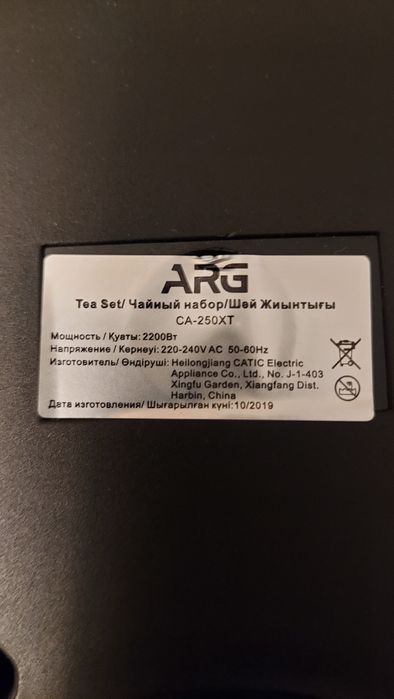 ARG
Tea Set/ Чайный набор/Шәй Жиынтығы
CA-250XT
Мощность / Қуаты: 2200Вт
Напряжение / Кернеуі: 220-240V AC 50-60Hz
Изготовитель/ Өндіруші: Heilongjiang CATIC Electric
Appliance Co., Ltd., No. J-1-403
Xingfu Garden, Xiangfang Dist.
Harbin, China
Дата изготовления/ Шығарылған күні:10/2019